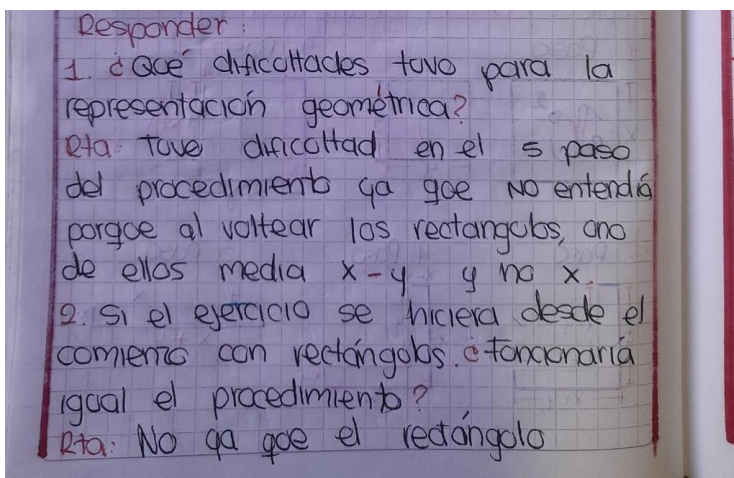 Responder:
1. ¿Qué dificultades tuvo para la
representación geométrica?
Rta: Tuve dificultad en el 5 paso
del procedimiento ya que NO entendía
porque al voltear los rectangulos, uno
de ellos media x-y y no x.
2. Si el ejercicio se hiciera desde el
comienzo con rectángulos. ¿funcionaría
igual el procedimiento?
Rta: No ya que el rectángulo